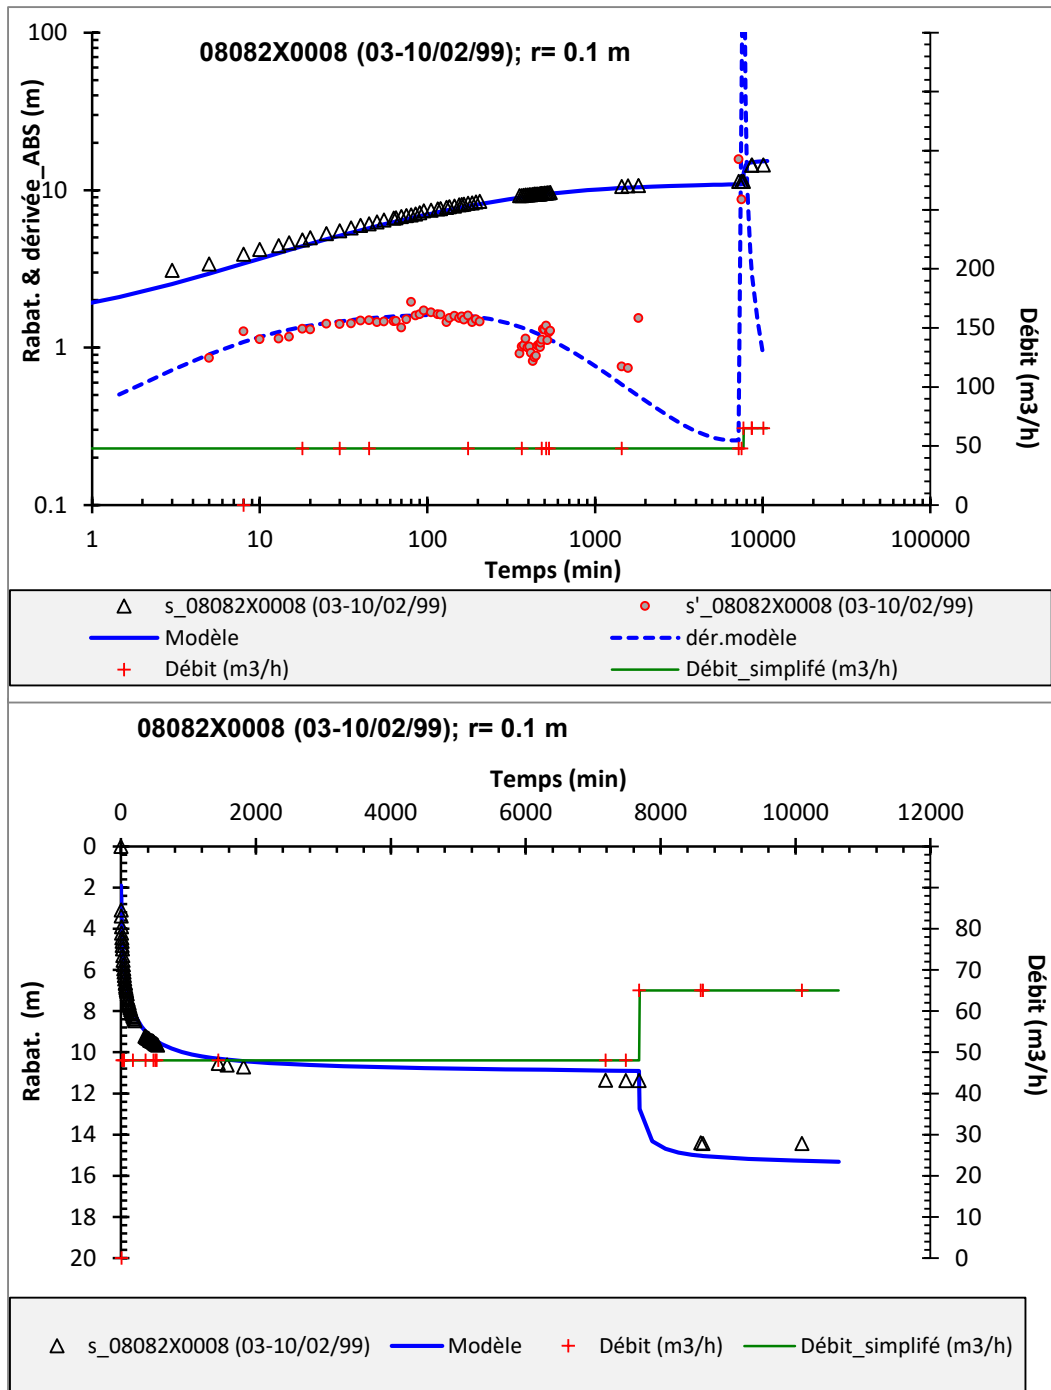 08082X0008 (03-10/02/99); r= 0.1 m
Rabat. & dérivée_ABS (m)
100
10
1
0.1
Débit (m3/h)
200
150
100
50
0
1 10 100 1000 10000 100000
Temps (min)
s_08082X0008 (03-10/02/99) s'_08082X0008 (03-10/02/99)
Modèle dér.modèle
Débit (m3/h) Débit_simplifé (m3/h)
08082X0008 (03-10/02/99); r= 0.1 m
Temps (min)
0 2000 4000 6000 8000 10000 12000
Rabat. (m)
0
2
4
6
8
10
12
14
16
18
20
Débit (m3/h)
80
70
60
50
40
30
20
10
0
s_08082X0008 (03-10/02/99) Modèle Débit (m3/h) Débit_simplifé (m3/h)